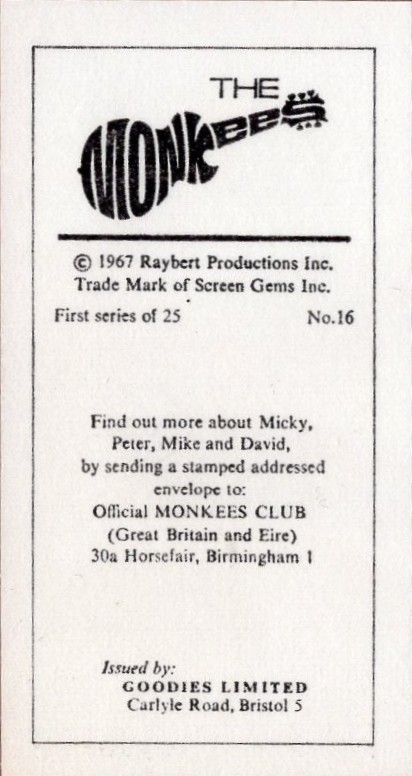 THE
MONKEES
© 1967 Raybert Productions Inc.
Trade Mark of Screen Gems Inc.
First series of 25 No.16
Find out more about Micky,
Peter, Mike and David,
by sending a stamped addressed
envelope to:
Official MONKEES CLUB
(Great Britain and Eire)
30a Horsefair, Birmingham 1
Issued by:
GOODIES LIMITED
Carlyle Road, Bristol 5